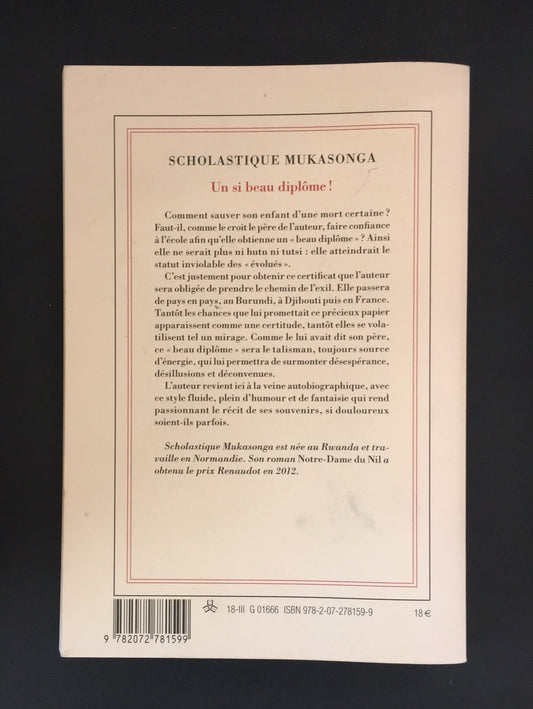 SCHOLASTIQUE MUKASONGA
Un si beau diplôme !
Comment sauver son enfant d'une mort certaine ?
Faut-il, comme le croit le père de l'auteur, faire confiance
à l'école afin qu'elle obtienne un « beau diplôme » ? Ainsi
elle ne serait plus ni hutu ni tutsi : elle atteindrait le
statut inviolable des « évolués ».
C'est justement pour obtenir ce certificat que l'auteur
sera obligée de prendre le chemin de l'exil. Elle passera
de pays en pays, au Burundi, à Djibouti puis en France.
Tantôt les chances que lui promettait ce précieux papier
apparaissent comme une certitude, tantôt elles se vola-
tilisent tel un mirage. Comme le lui avait dit son père,
ce « beau diplôme » sera le talisman, toujours source
d'énergie, qui lui permettra de surmonter désespérance,
désillusions et déconvenues.
L'auteur revient ici à la veine autobiographique, avec
ce style fluide, plein d'humour et de fantaisie qui rend
passionnant le récit de ses souvenirs, si douloureux
soient-ils parfois.
Scholastique Mukasonga est née au Rwanda et tra-
vaille en Normandie. Son roman Notre-Dame du Nil a
obtenu le prix Renaudot en 2012.
18-III G 01666 ISBN 978-2-07-278159-9 18 €
9 782072 781599